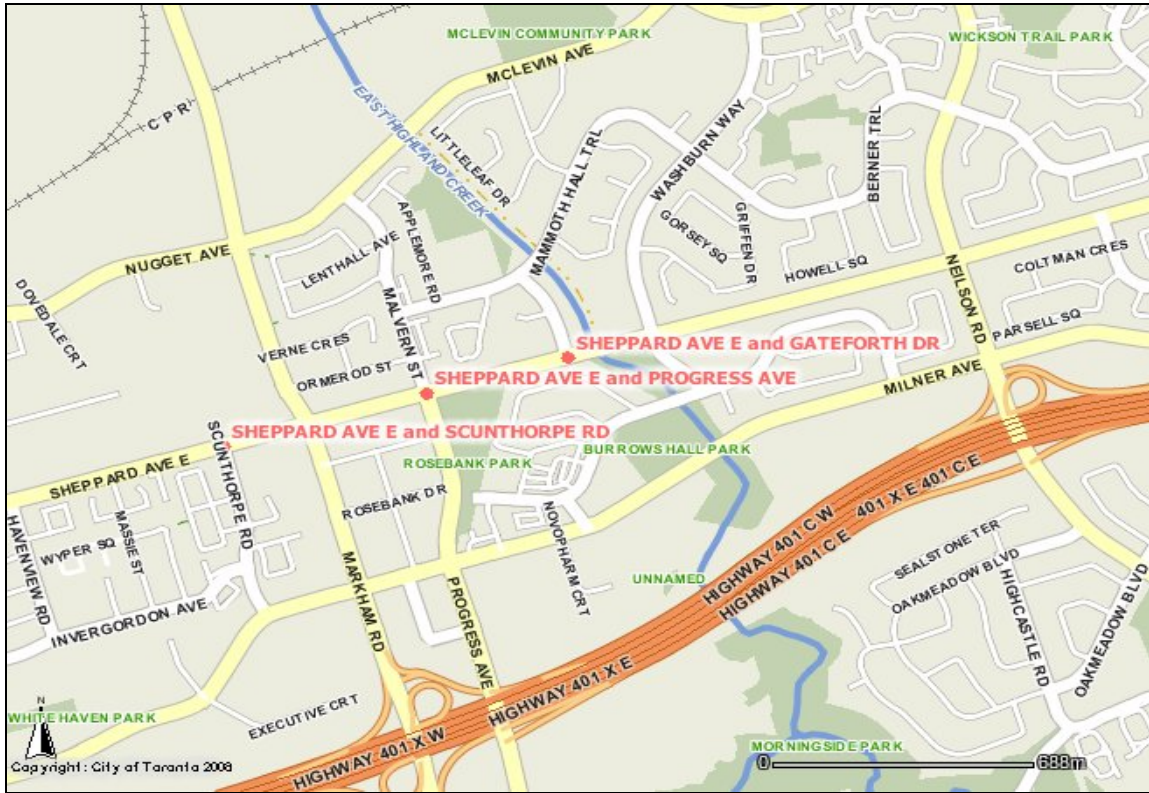 MCLEVIN COMMUNITY PARK
WICKSON TRAIL PARK
MCLEVIN AVE
C P R
EAST HIGHLAND CREEK
LITTLELEAF DR
MAMMOTH HALL TRL
WASHBURN WAY
BERNER TRL
GORSEY SQ
GRIFFEN DR
APPLEMORE RD
LENTHALL AVE
NUGGET AVE
HOWELL SQ
COLTMAN CRES
DOVEDALE CRT
MALVERN ST
NEILSON RD
PARSELL SQ
VERNE CRES
ORMEROD ST
SHEPPARD AVE E and GATEFORTH DR
SHEPPARD AVE E and PROGRESS AVE
MILNER AVE
SHEPPARD AVE E and SCUNTHORPE RD
BURROWS HALL PARK
ROSEBANK PARK
SHEPPARD AVE E
SCUNTHORPE RD
ROSEBANK DR
NOVOPHARM CRT
HAVENVIEW RD
WYPER SQ
MASSIE ST
401 X E 401 C E
HIGHWAY 401 C W
HIGHWAY 401 C E
SEALSTONE TER
OAKMEADOW BLVD
UNNAMED
HIGHCASTLE RD
OAKMEADOW BLVD
INVERGORDON AVE
MARKHAM RD
PROGRESS AVE
HIGHWAY 401 X E
EXECUTIVE CRT
WHITE HAVEN PARK
N
HIGHWAY 401 X W
MORNINGSIDE PARK
Copyright: City of Toronto 2008
0 688m